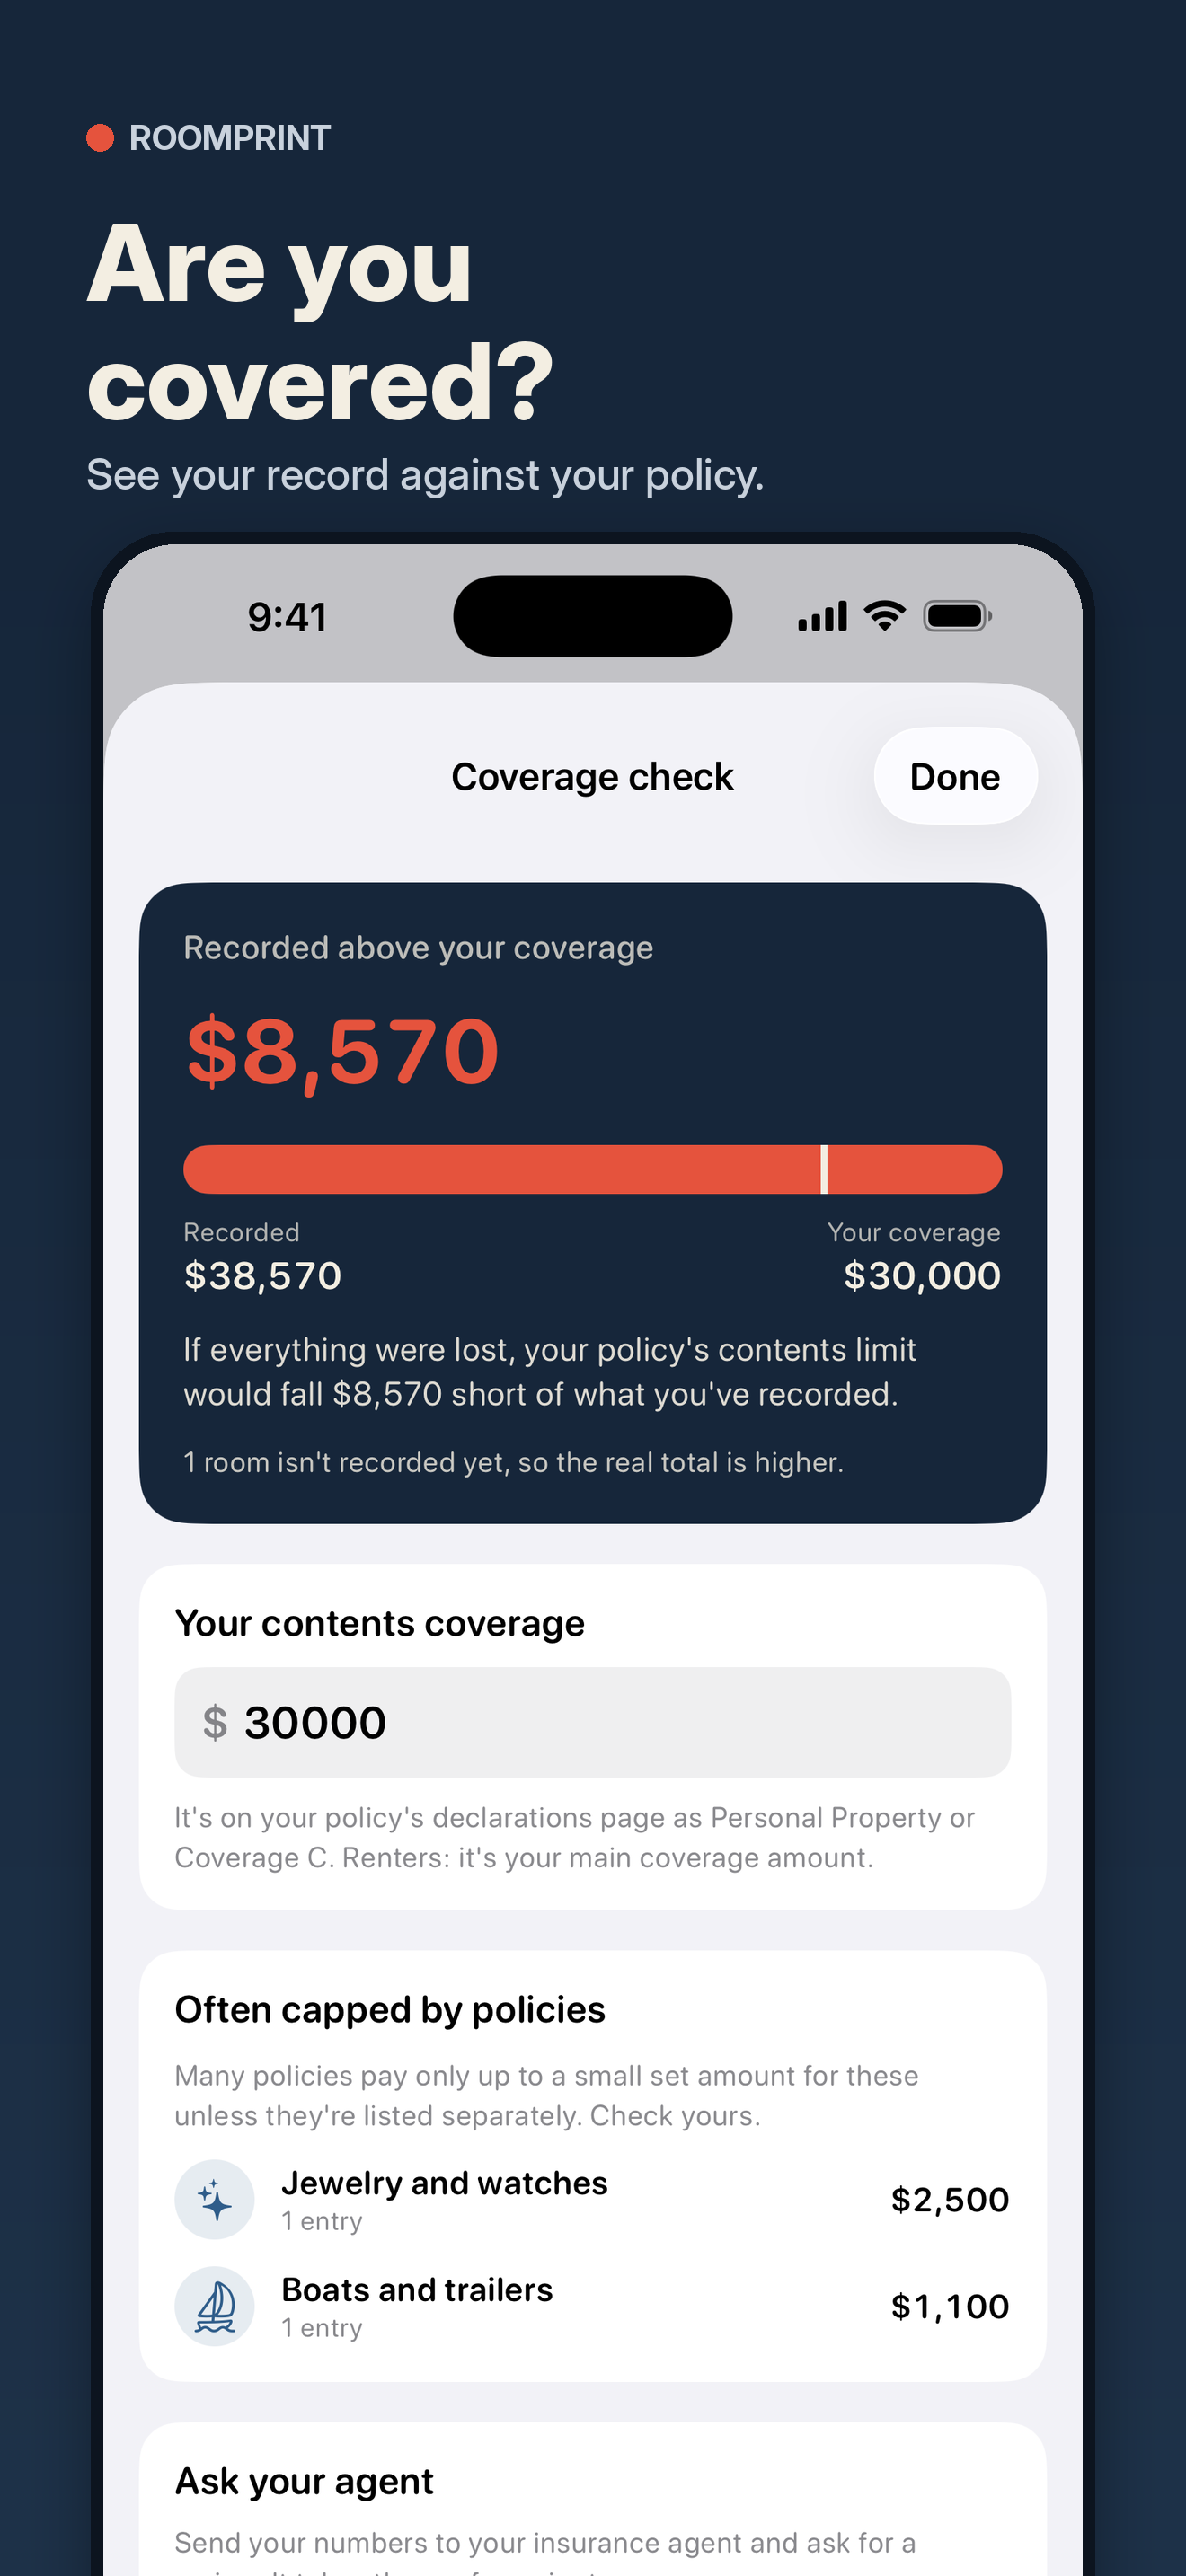 ROOMPRINT
Are you
covered?
See your record against your policy.
9:41
Coverage check
Done
Recorded above your coverage
$8,570
Recorded
Your coverage
$38,570
$30,000
If everything were lost, your policy's contents limit
would fall $8,570 short of what you've recorded.
1 room isn't recorded yet, so the real total is higher.
Your contents coverage
$ 30000
It's on your policy's declarations page as Personal Property or
Coverage C. Renters: it's your main coverage amount.
Often capped by policies
Many policies pay only up to a small set amount for these
unless they're listed separately. Check yours.
Jewelry and watches
1 entry
$2,500
Boats and trailers
1 entry
$1,100
Ask your agent
Send your numbers to your insurance agent and ask for a